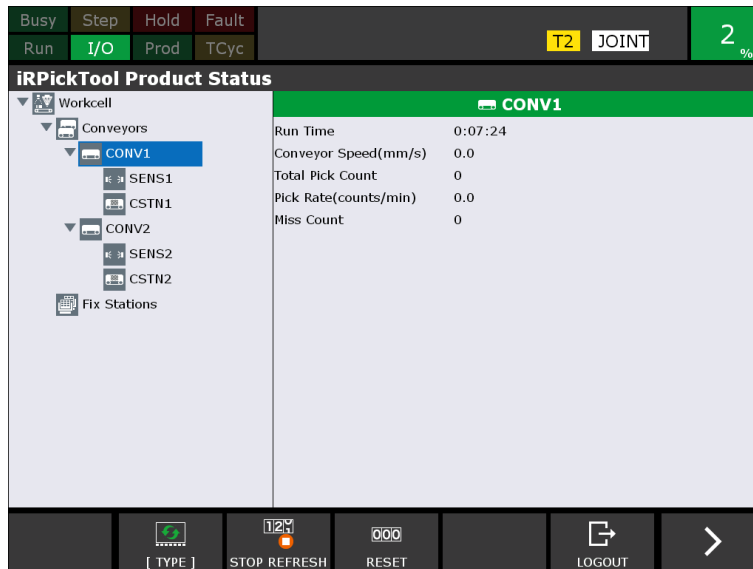 Busy Step Hold Fault
Run I/O Prod TCyc
T2 JOINT
2 %
iRPickTool Product Status
Workcell
Conveyors
CONV1
SENS1
CSTN1
CONV2
SENS2
CSTN2
Fix Stations
CONV1
Run Time 0:07:24
Conveyor Speed(mm/s) 0.0
Total Pick Count 0
Pick Rate(counts/min) 0.0
Miss Count 0
[ TYPE ] STOP REFRESH RESET LOGOUT